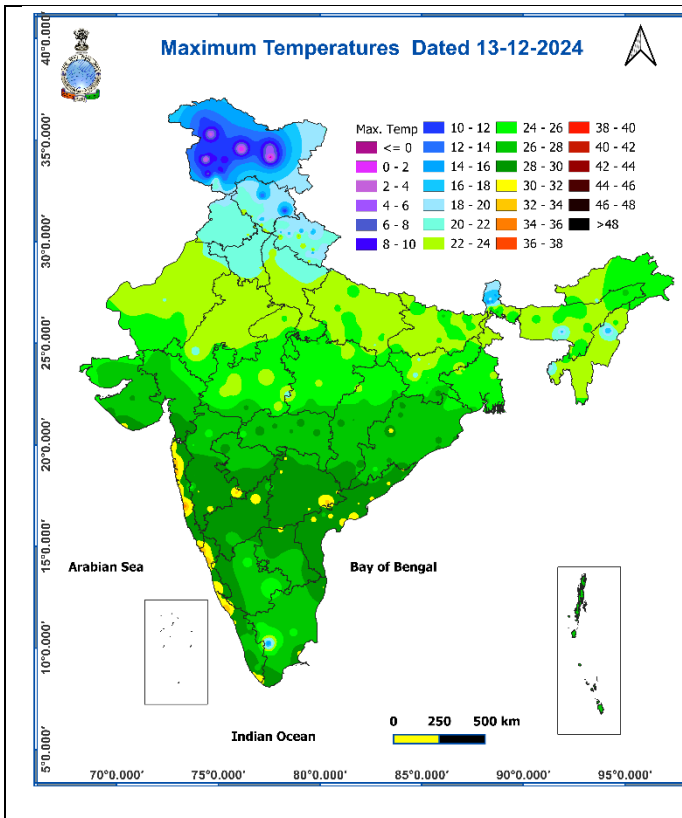 Maximum Temperatures Dated 13-12-2024
Max. Temp
<= 0
0 - 2
2 - 4
4 - 6
6 - 8
8 - 10
10 - 12
12 - 14
14 - 16
16 - 18
18 - 20
20 - 22
22 - 24
24 - 26
26 - 28
28 - 30
30 - 32
32 - 34
34 - 36
36 - 38
38 - 40
40 - 42
42 - 44
44 - 46
46 - 48
>48
40°0.000'
35°0.000'
30°0.000'
25°0.000'
20°0.000'
15°0.000'
10°0.000'
5°0.000'
Arabian Sea
Bay of Bengal
Indian Ocean
0 250 500 km
70°0.000' 75°0.000' 80°0.000' 85°0.000' 90°0.000' 95°0.000'